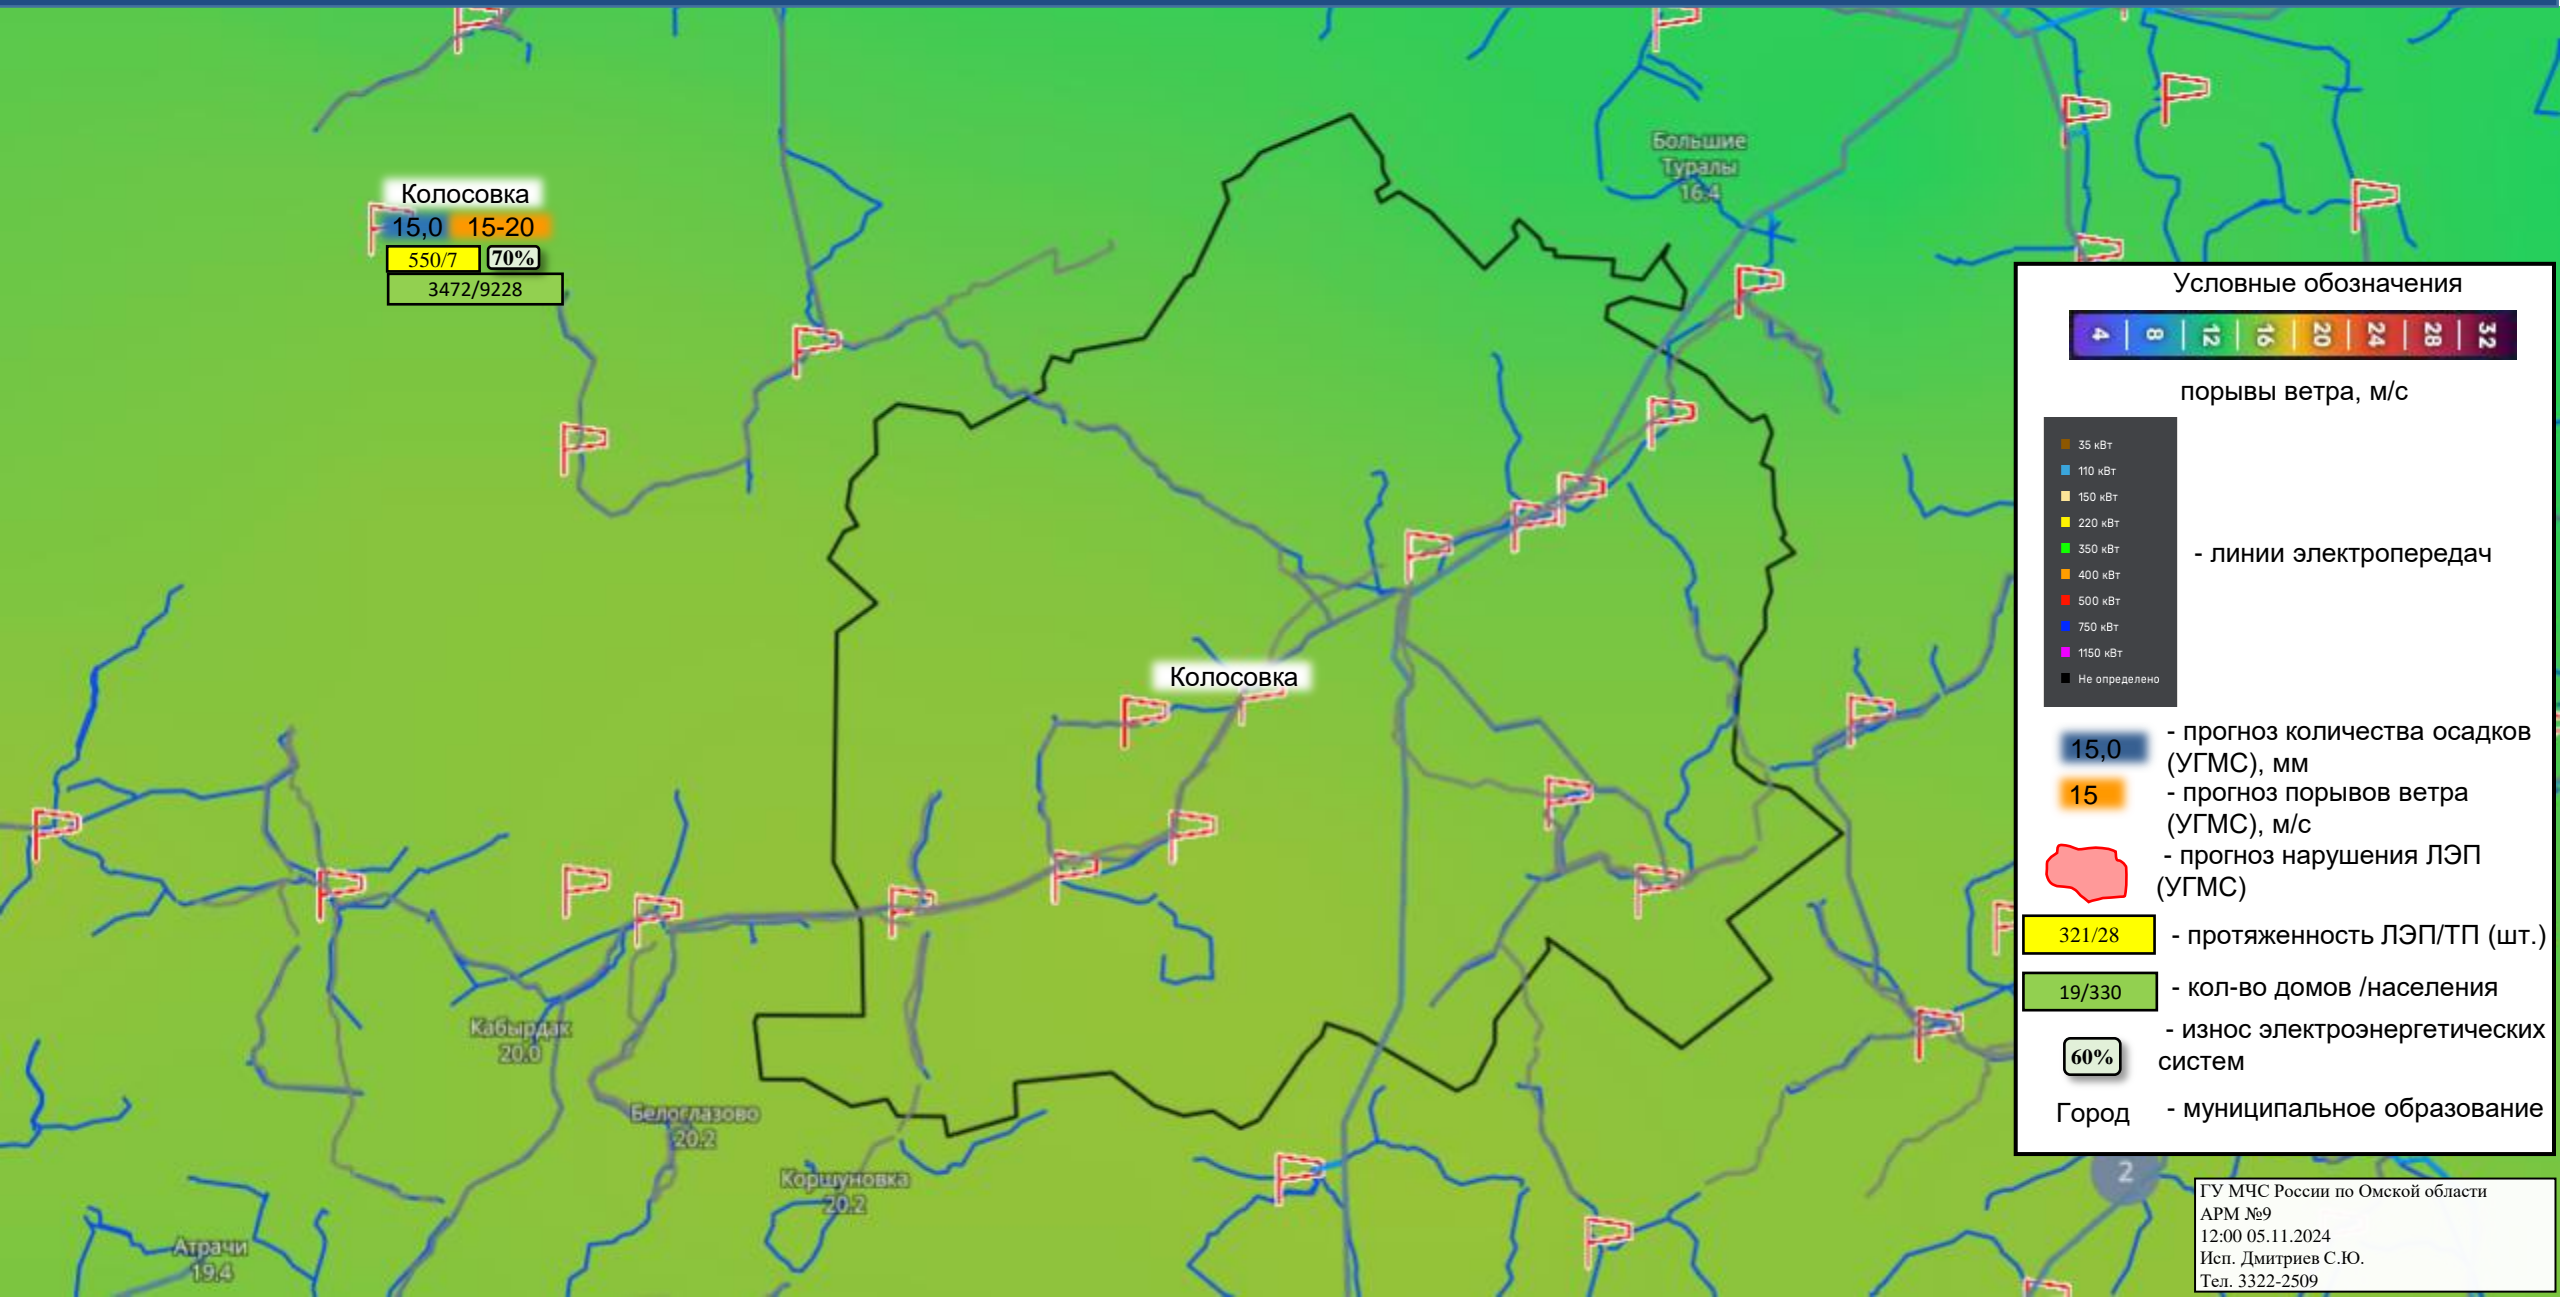 Большие
Туралы
16.4
Колосовка
15,0 15-20
550/7 70%
3472/9228
Колосовка
Кабырдак
20.0
Белоглазово
20.2
Коршуновка
20.2
Атрачи
19.4
2
Условные обозначения
4 8 12 16 20 24 28 32
порывы ветра, м/с
35 кВт
110 кВт
150 кВт
220 кВт
350 кВт
400 кВт
500 кВт
750 кВт
1150 кВт
Не определено
- линии электропередач
15,0 - прогноз количества осадков
(УГМС), мм
15 - прогноз порывов ветра
(УГМС), м/с
- прогноз нарушения ЛЭП
(УГМС)
321/28 - протяженность ЛЭП/ТП (шт.)
19/330 - кол-во домов /населения
60% - износ электроэнергетических
систем
Город - муниципальное образование
ГУ МЧС России по Омской области
АРМ №9
12:00 05.11.2024
Исп. Дмитриев С.Ю.
Тел. 3322-2509